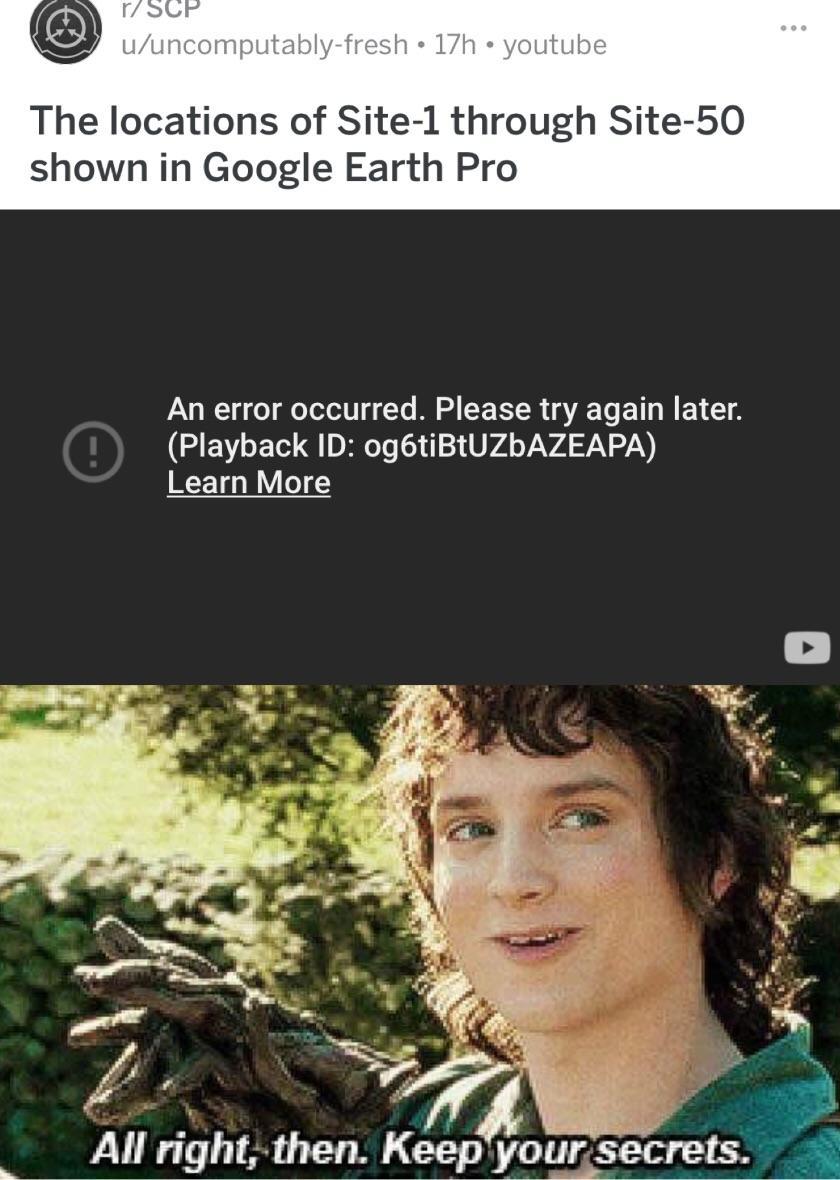 r/SCP
u/uncomputably-fresh • 17h • youtube
The locations of Site-1 through Site-50
shown in Google Earth Pro
An error occurred. Please try again later.
(Playback ID: og6tiBtUZbAZEAPA)
Learn More
All right, then. Keep your secrets.